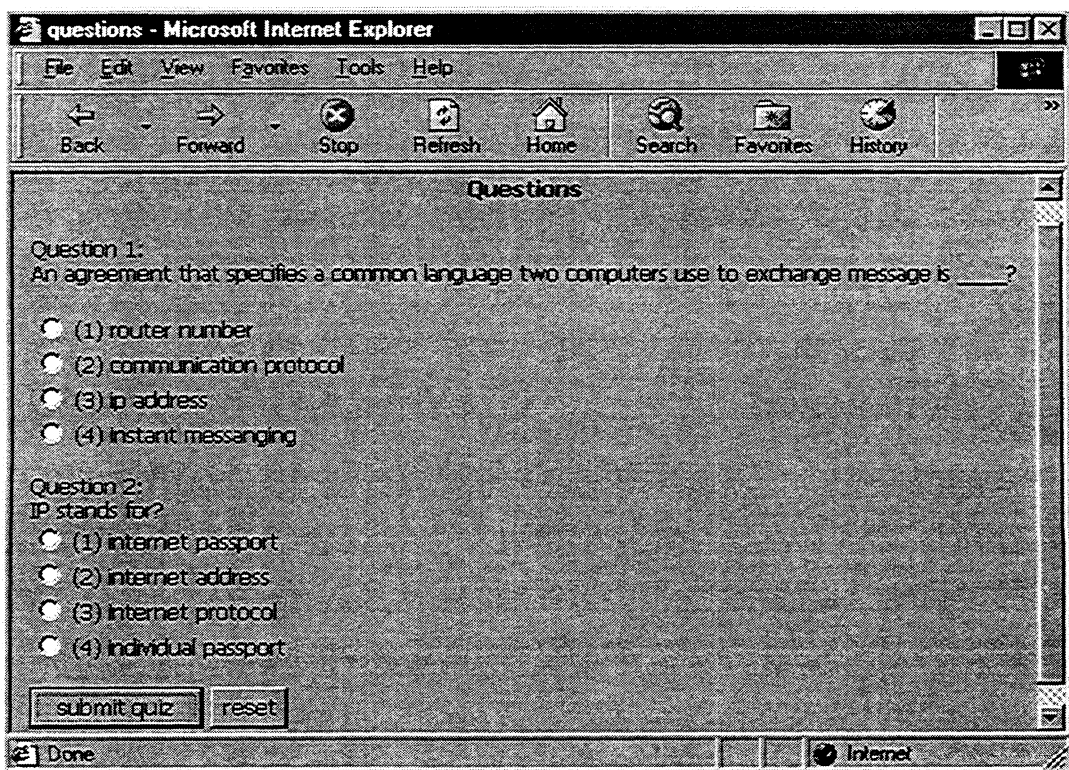 questions - Microsoft Internet Explorer
File Edit View Favorites Tools Help
Back Forward Stop Refresh Home Search Favorites History »
Questions
Question 1:
An agreement that specifies a common language two computers use to exchange message is ____?
(1) router number
(2) communication protocol
(3) ip address
(4) instant messanging
Question 2:
IP stands for?
(1) internet passport
(2) internet address
(3) internet protocol
(4) individual passport
submit quiz reset
Done Internet